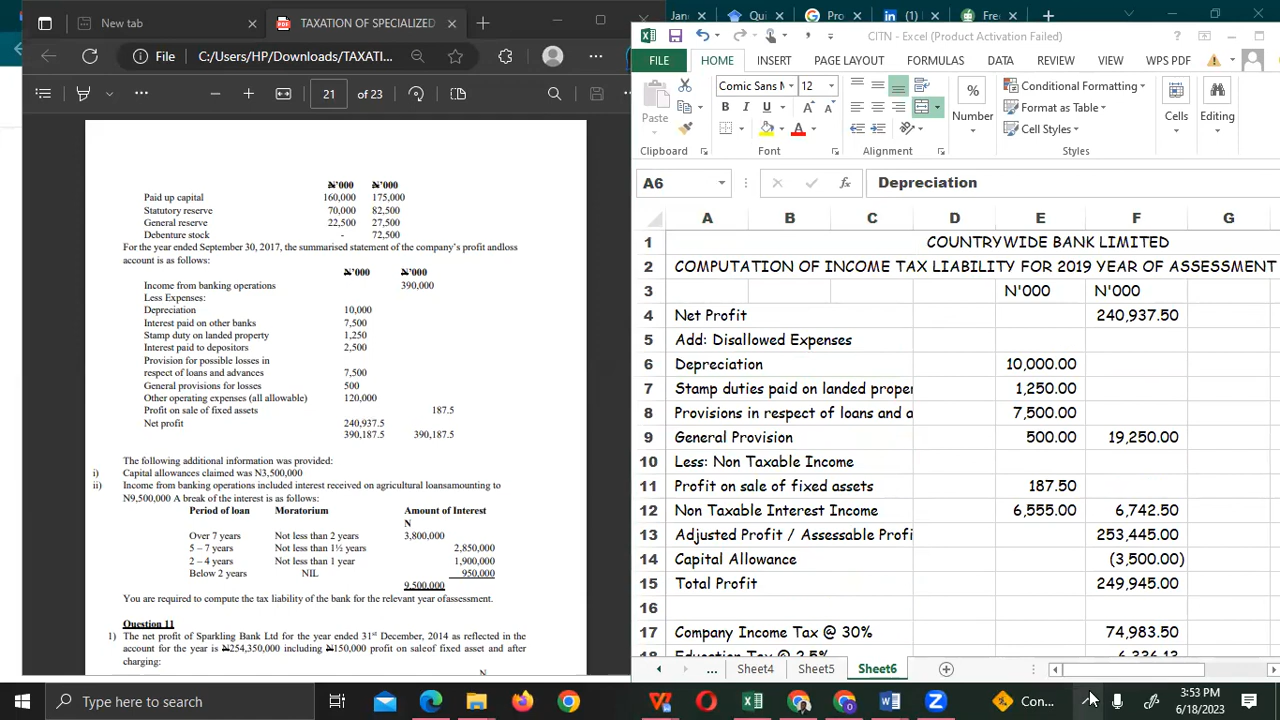 New tab
TAXATION OF SPECIALIZED
File C:/Users/HP/Downloads/TAXATI...
21 of 23
N'000 N'000
Paid up capital 160,000 175,000
Statutory reserve 70,000 82,500
General reserve 22,500 27,500
Debenture stock - 72,500
For the year ended September 30, 2017, the summarised statement of the company's profit andloss
account is as follows:
N'000 N'000
Income from banking operations 390,000
Less Expenses:
Depreciation 10,000
Interest paid on other banks 7,500
Stamp duty on landed property 1,250
Interest paid to depositors 2,500
Provision for possible losses in
respect of loans and advances 7,500
General provisions for losses 500
Other operating expenses (all allowable) 120,000
Profit on sale of fixed assets 187.5
Net profit 240,937.5
390,187.5 390,187.5
The following additional information was provided:
i) Capital allowances claimed was N3,500,000
ii) Income from banking operations included interest received on agricultural loansamounting to
N9,500,000 A break of the interest is as follows:
Period of loan Moratorium Amount of Interest
N
Over 7 years Not less than 2 years 3,800,000
5 – 7 years Not less than 1½ years 2,850,000
2 – 4 years Not less than 1 year 1,900,000
Below 2 years NIL 950,000
9,500,000
You are required to compute the tax liability of the bank for the relevant year ofassessment.
Question 11
1) The net profit of Sparkling Bank Ltd for the year ended 31st December, 2014 as reflected in the
account for the year is N254,350,000 including N150,000 profit on saleof fixed asset and after
charging:
N
Qui Pro in (1) Fre
CITN - Excel (Product Activation Failed)
FILE HOME INSERT PAGE LAYOUT FORMULAS DATA REVIEW VIEW WPS PDF
Paste
Comic Sans M 12
B I U
% Number
Conditional Formatting
Format as Table
Cell Styles
Cells
Editing
Clipboard Font Alignment Styles
A6 fx Depreciation
A B C D E F G
1 COUNTRYWIDE BANK LIMITED
2 COMPUTATION OF INCOME TAX LIABILITY FOR 2019 YEAR OF ASSESSMENT
3 N'000 N'000
4 Net Profit 240,937.50
5 Add: Disallowed Expenses
6 Depreciation 10,000.00
7 Stamp duties paid on landed proper 1,250.00
8 Provisions in respect of loans and a 7,500.00
9 General Provision 500.00 19,250.00
10 Less: Non Taxable Income
11 Profit on sale of fixed assets 187.50
12 Non Taxable Interest Income 6,555.00 6,742.50
13 Adjusted Profit / Assessable Profi 253,445.00
14 Capital Allowance (3,500.00)
15 Total Profit 249,945.00
16
17 Company Income Tax @ 30% 74,983.50
18 Education Tax @ 2.5% 6,336.13
... Sheet4 Sheet5 Sheet6
Type here to search
Con...
3:53 PM
6/18/2023